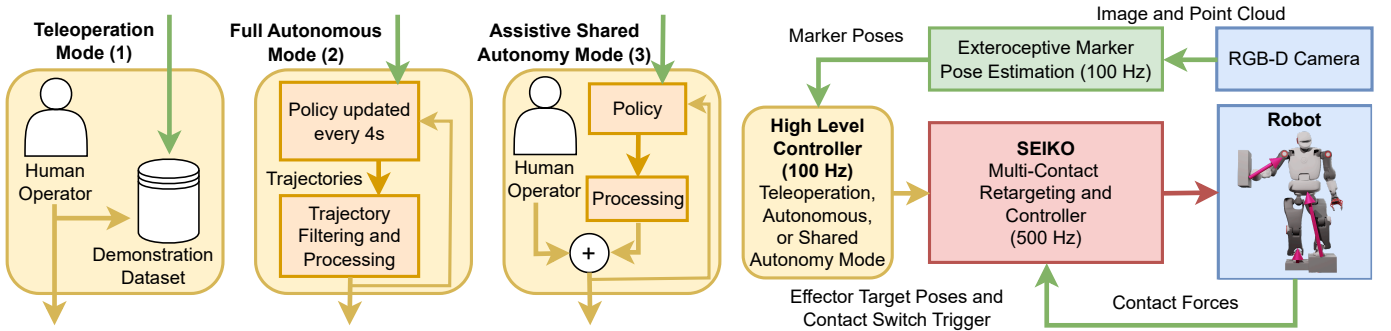 Teleoperation
Mode (1)
Human
Operator
Demonstration
Dataset
Full Autonomous
Mode (2)
Policy updated
every 4s
Trajectories
Trajectory
Filtering and
Processing
Assistive Shared
Autonomy Mode (3)
Policy
Human
Operator
Processing
+
Image and Point Cloud
Marker Poses
Exteroceptive Marker
Pose Estimation (100 Hz)
RGB-D Camera
High Level
Controller
(100 Hz)
Teleoperation,
Autonomous,
or Shared
Autonomy Mode
SEIKO
Multi-Contact
Retargeting and
Controller
(500 Hz)
Robot
Effector Target Poses and
Contact Switch Trigger
Contact Forces